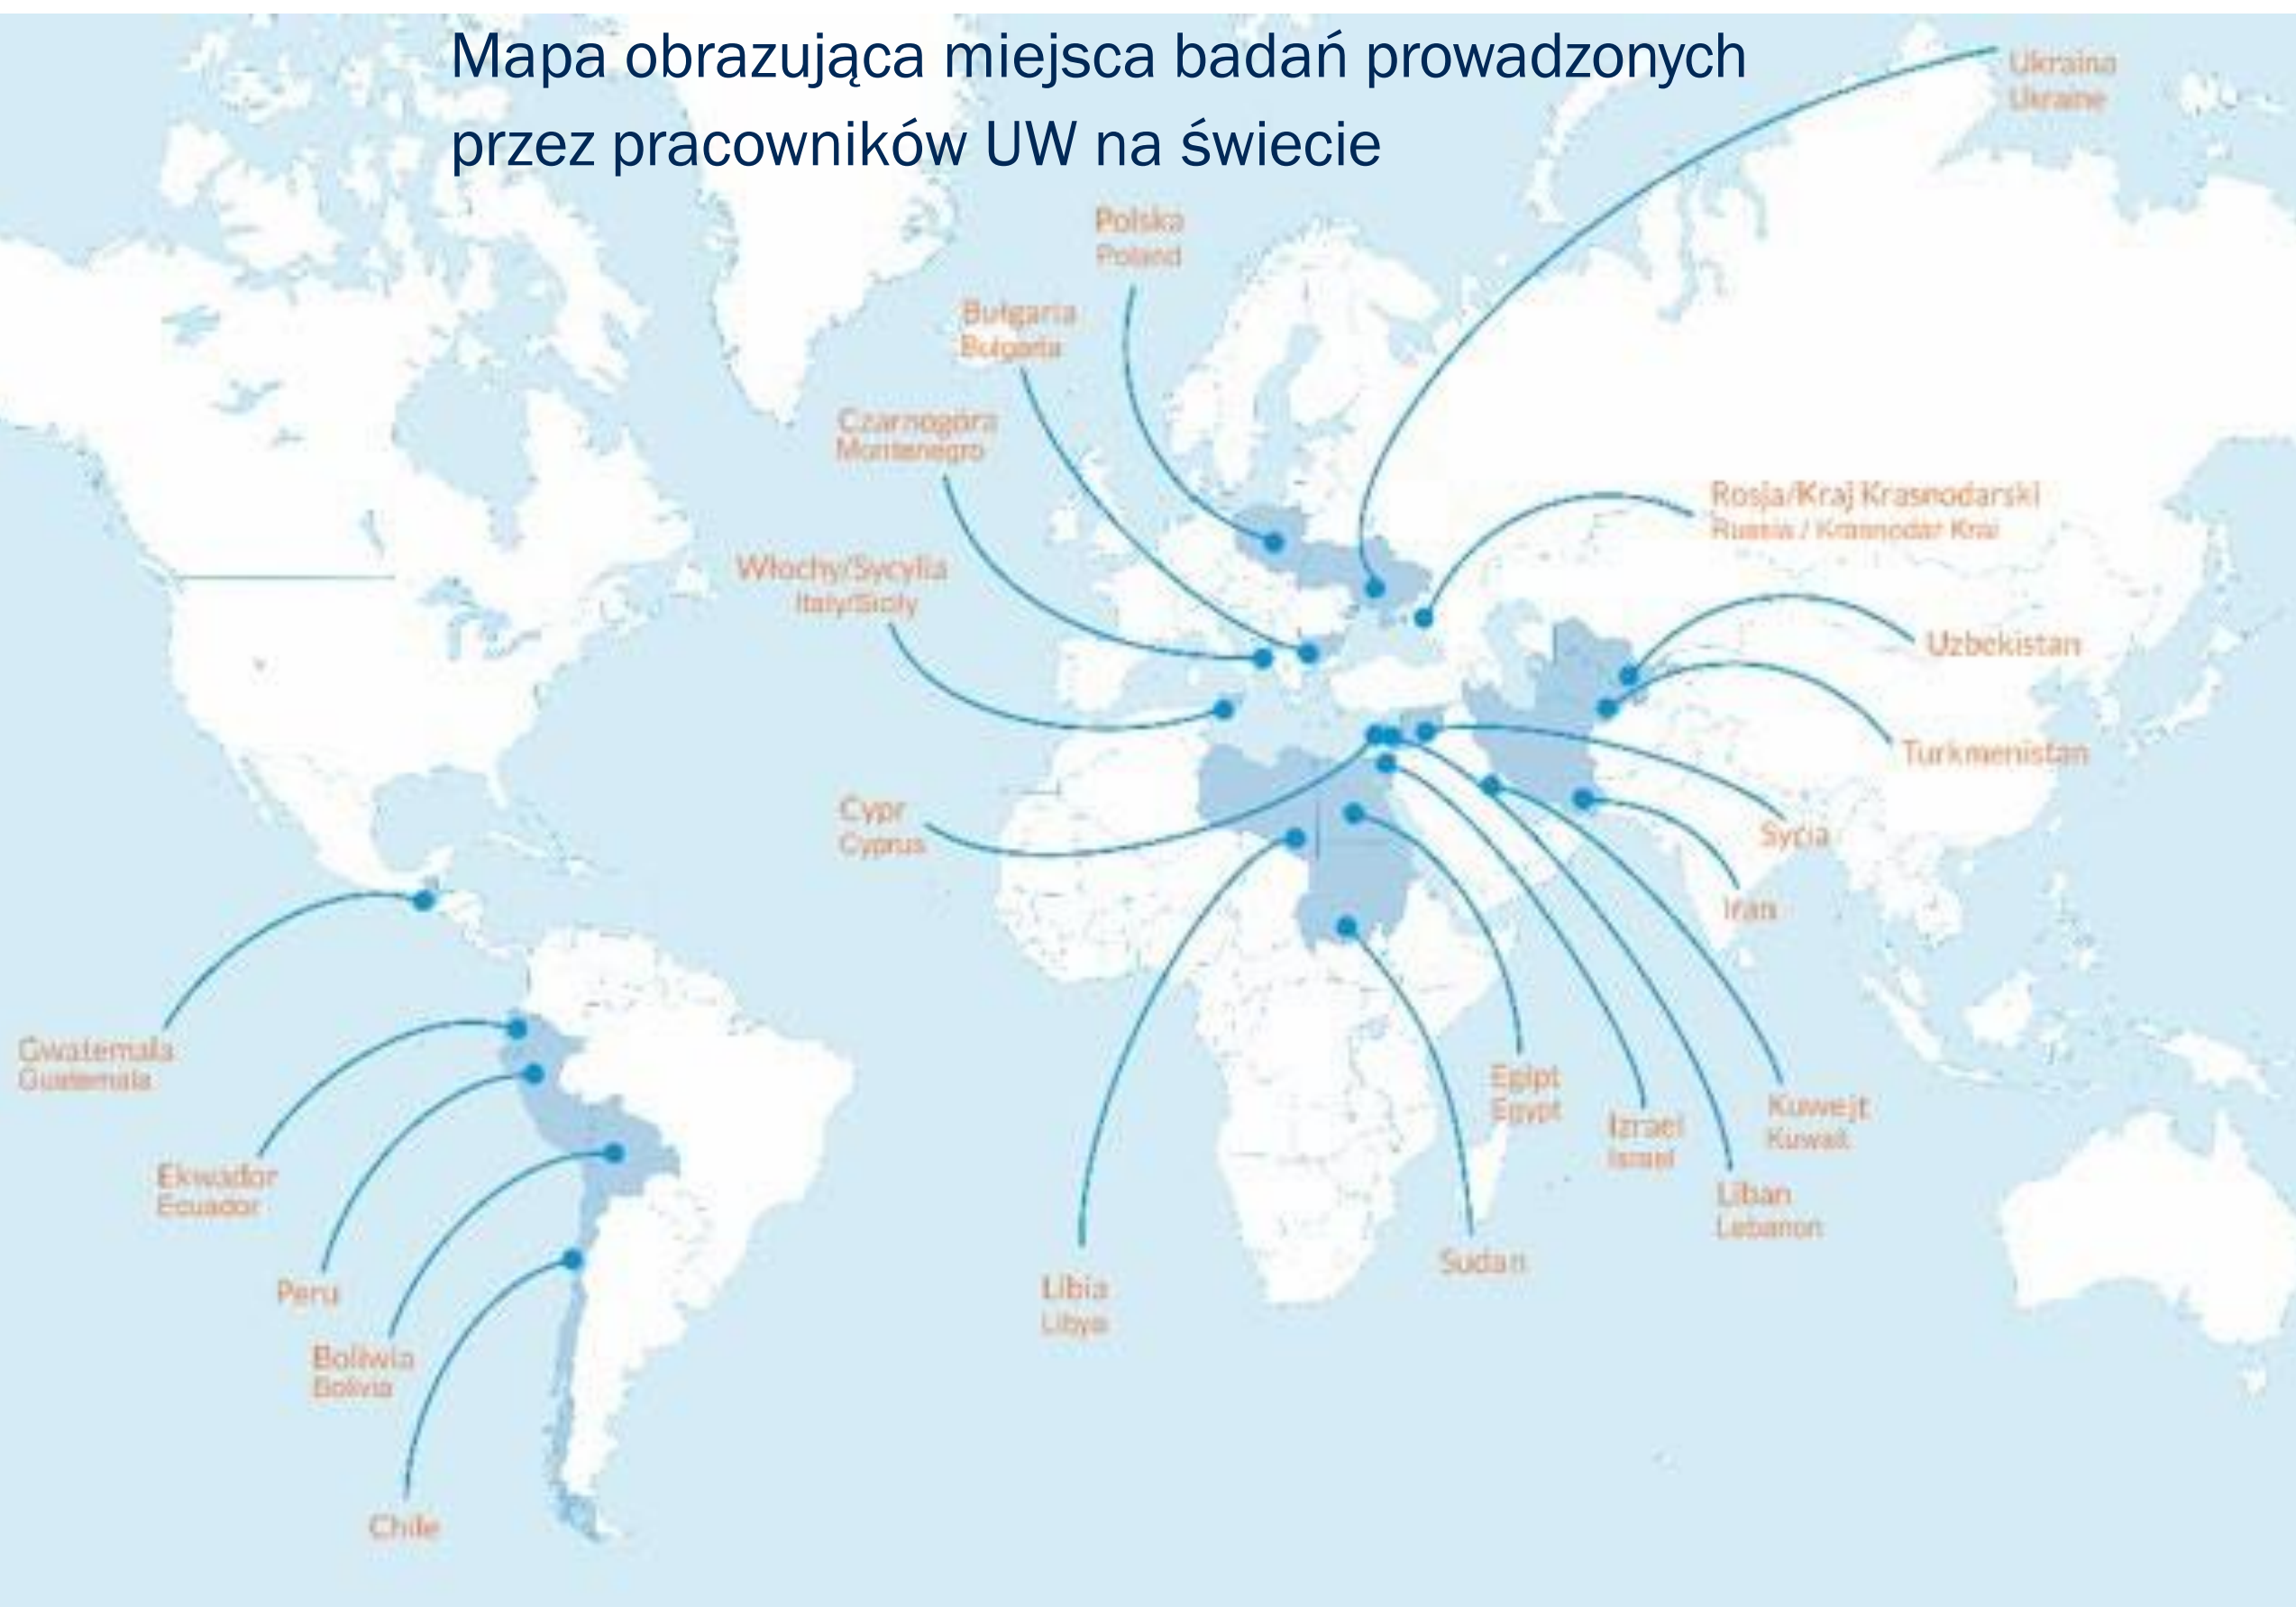 Mapa obrazująca miejsca badań prowadzonych
przez pracowników UW na świecie
Ukraina
Ukraine
Polska
Poland
Bułgaria
Bulgaria
Czarnogóra
Montenegro
Rosja/Kraj Krasnodarski
Russia / Krasnodar Krai
Włochy/Sycylia
Italy/Sicily
Uzbekistan
Turkmenistan
Cypr
Cyprus
Syria
Iran
Gwatemala
Guatemala
Egipt
Egypt
Izrael
Israel
Kuwejt
Kuwait
Ekwador
Ecuador
Liban
Lebanon
Sudan
Peru
Libia
Libya
Boliwia
Bolivia
Chile